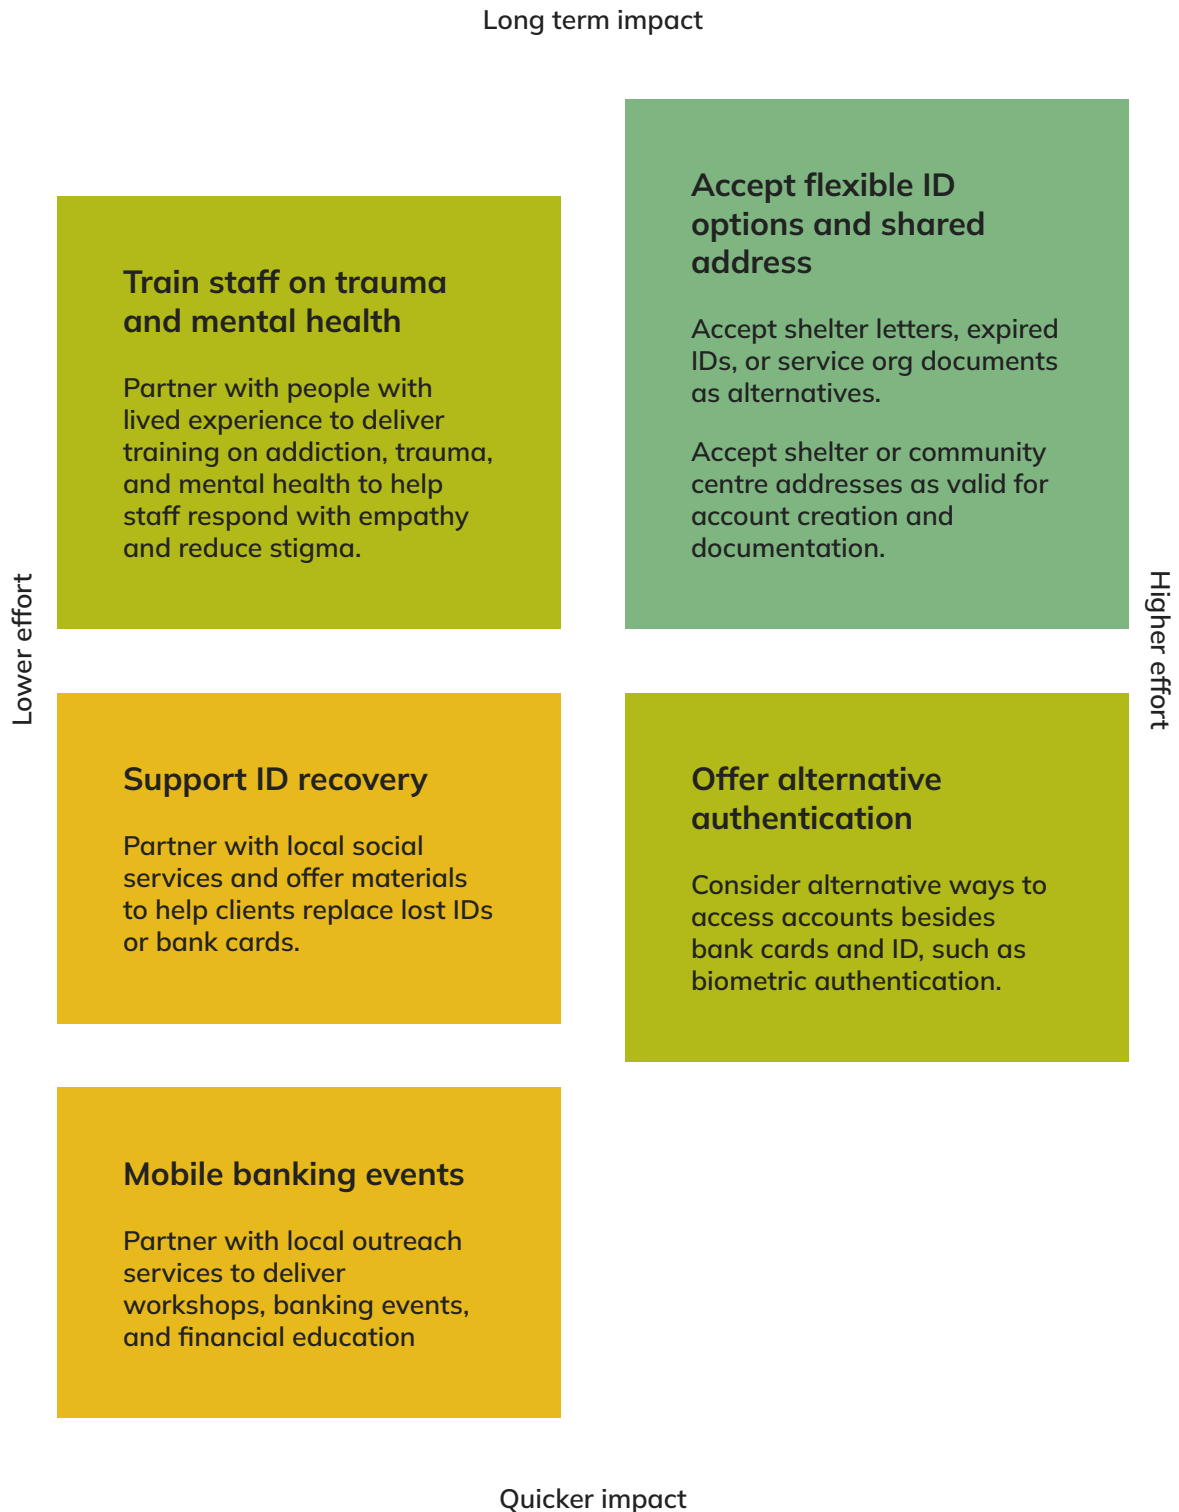 Long term impact
Accept flexible ID
options and shared
address
Accept shelter letters, expired
IDs, or service org documents
as alternatives.
Accept shelter or community
centre addresses as valid for
account creation and
documentation.
Train staff on trauma
and mental health
Partner with people with
lived experience to deliver
training on addiction, trauma,
and mental health to help
staff respond with empathy
and reduce stigma.
Lower effort
Higher effort
Support ID recovery
Partner with local social
services and offer materials
to help clients replace lost IDs
or bank cards.
Offer alternative
authentication
Consider alternative ways to
access accounts besides
bank cards and ID, such as
biometric authentication.
Mobile banking events
Partner with local outreach
services to deliver
workshops, banking events,
and financial education
Quicker impact